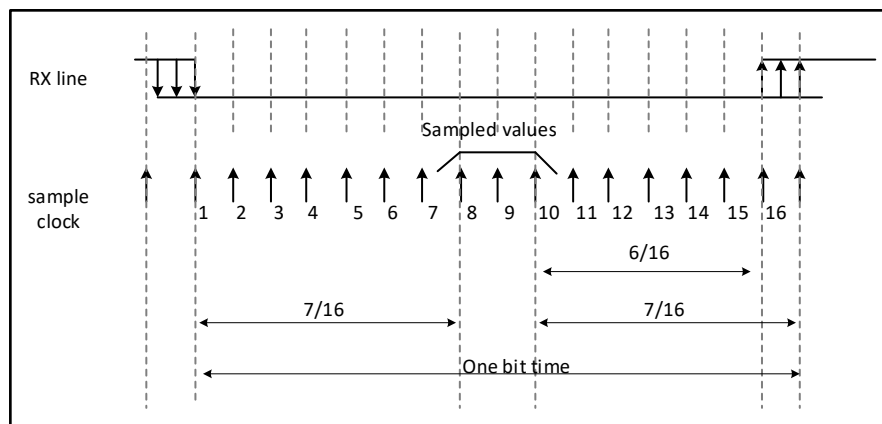 RX line
Sampled values
sample
clock
1 2 3 4 5 6 7 8 9 10 11 12 13 14 15 16
6/16
7/16 7/16
One bit time